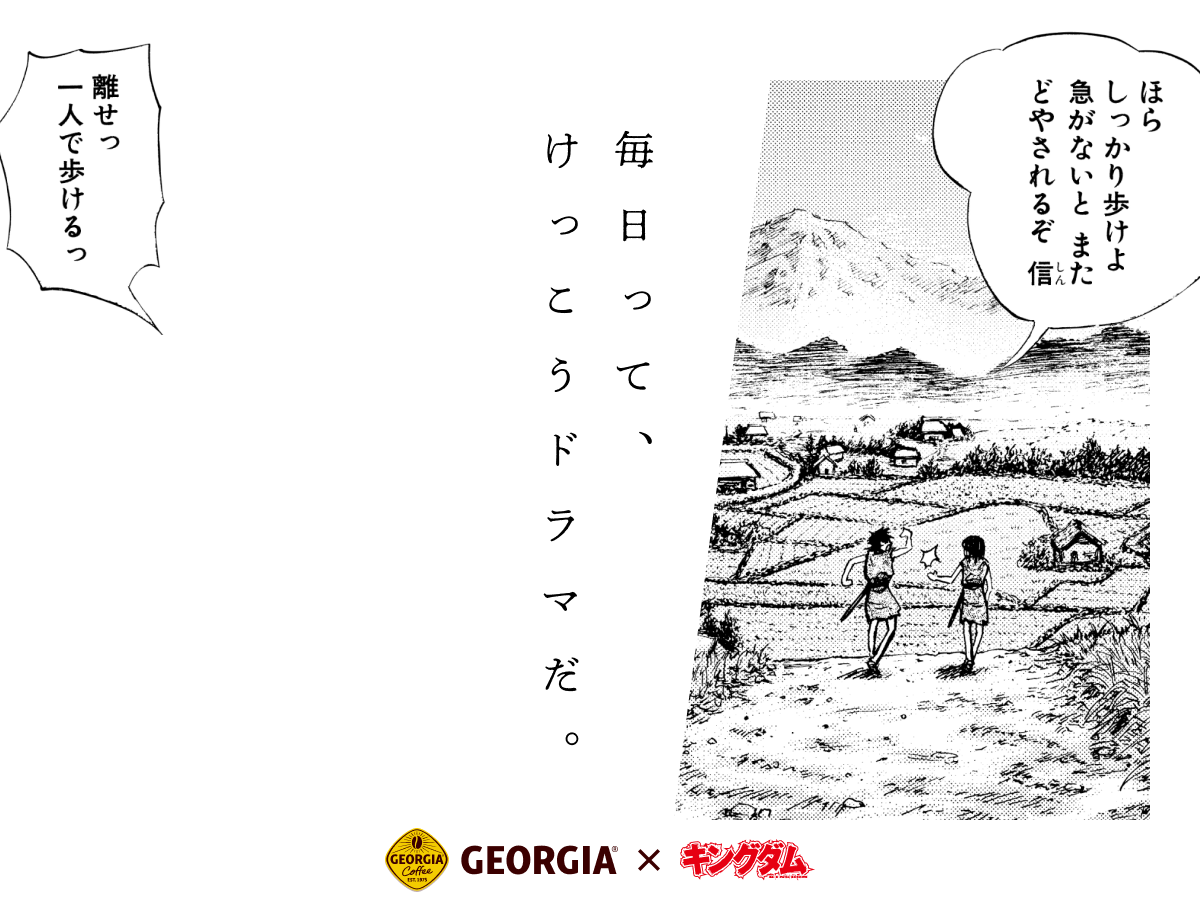 ほら
しっかり歩けよ
急がないと また
どやされるぞ 信
しん
毎日って、
けっこうドラマだ。
離せっ
一人で歩けるっ
GEORGIA
Coffee
EST. 1975
GEORGIA® × キングダム